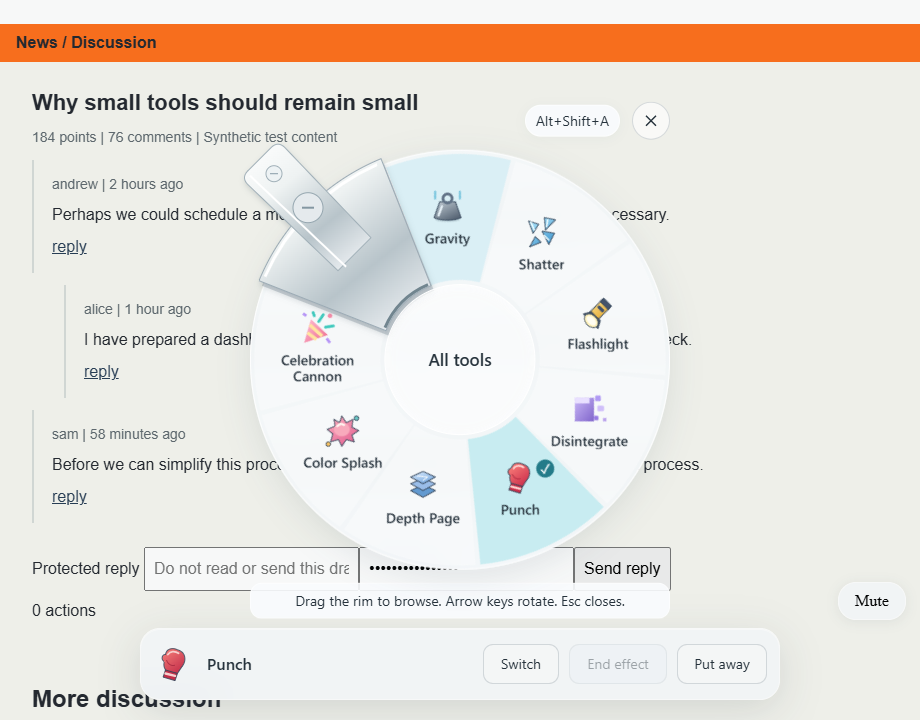 News / Discussion
Why small tools should remain small
184 points | 76 comments | Synthetic test content
Alt+Shift+A
andrew | 2 hours ago
Perhaps we could schedule a
cessary.
reply
alice | 1 hour ago
I have prepared a
reply
sam | 58 minutes ago
Before we can simplify this
process.
reply
Gravity
Shatter
Flashlight
Disintegrate
Punch
Depth Page
Color Splash
Celebration
Cannon
All tools
Protected reply
Do not read or send this dra
Send reply
Drag the rim to browse. Arrow keys rotate. Esc closes.
0 actions
Mute
Punch
Switch
End effect
Put away
More discussion